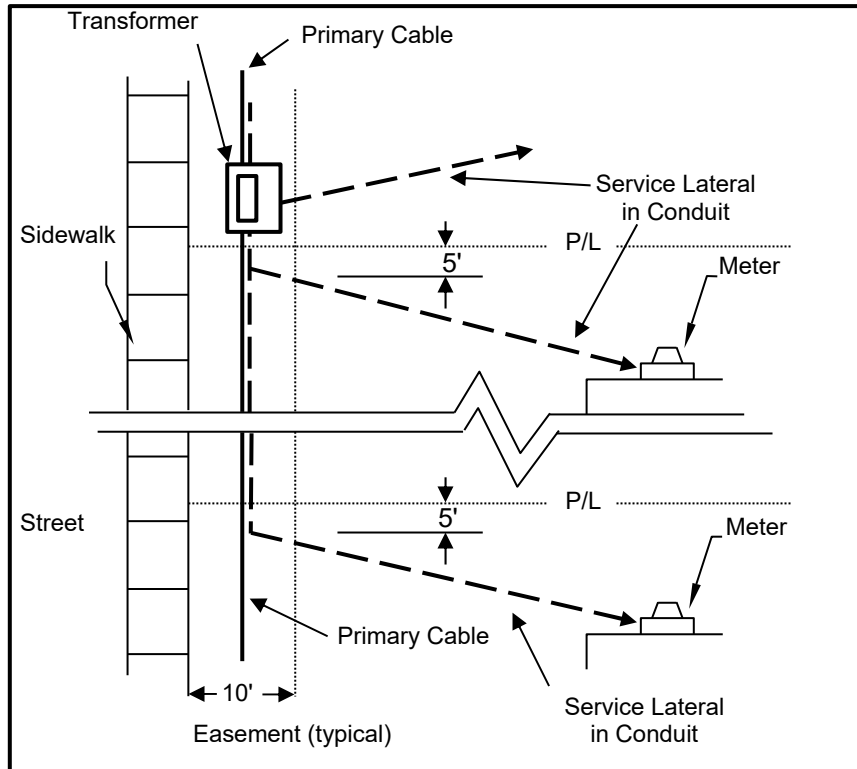 Transformer
Primary Cable
Service Lateral
in Conduit
Sidewalk
P/L
5'
Meter
P/L
Street
5'
Meter
Primary Cable
10'
Service Lateral
in Conduit
Easement (typical)